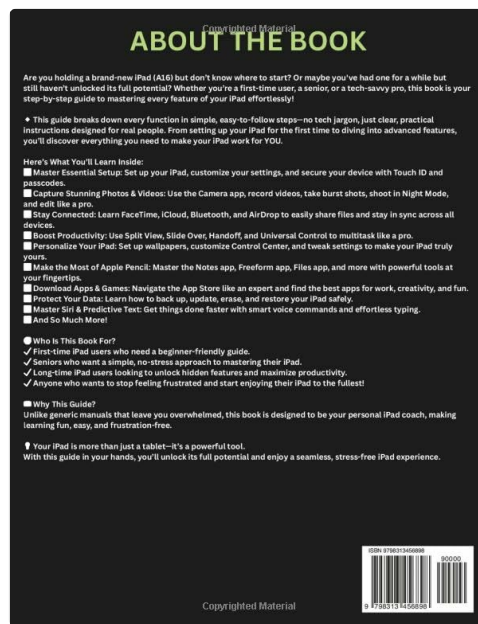 Copyrighted Material
ABOUT THE BOOK
Are you holding a brand-new iPad (A16) but don't know where to start? Or maybe you've had one for a while but
still haven't unlocked its full potential? Whether you're a first-time user, a senior, or a tech-savvy pro, this book is your
step-by-step guide to mastering every feature of your iPad effortlessly!
✦ This guide breaks down every function in simple, easy-to-follow steps—no tech jargon, just clear, practical
instructions designed for real people. From setting up your iPad for the first time to diving into advanced features,
you'll discover everything you need to make your iPad work for YOU.
Here's What You'll Learn Inside:
Master Essential Setup: Set up your iPad, customize your settings, and secure your device with Touch ID and
passcodes.
Capture Stunning Photos & Videos: Use the Camera app, record videos, take burst shots, shoot in Night Mode,
and edit like a pro.
Stay Connected: Learn FaceTime, iCloud, Bluetooth, and AirDrop to easily share files and stay in sync across all
devices.
Boost Productivity: Use Split View, Slide Over, Handoff, and Universal Control to multitask like a pro.
Personalize Your iPad: Set up wallpapers, customize Control Center, and tweak settings to make your iPad truly
yours.
Make the Most of Apple Pencil: Master the Notes app, Freeform app, Files app, and more with powerful tools at
your fingertips.
Download Apps & Games: Navigate the App Store like an expert and find the best apps for work, creativity, and fun.
Protect Your Data: Learn how to back up, update, erase, and restore your iPad safely.
Master Siri & Predictive Text: Get things done faster with smart voice commands and effortless typing.
And So Much More!
Who Is This Book For?
✓ First-time iPad users who need a beginner-friendly guide.
✓ Seniors who want a simple, no-stress approach to mastering their iPad.
✓ Long-time iPad users looking to unlock hidden features and maximize productivity.
✓ Anyone who wants to stop feeling frustrated and start enjoying their iPad to the fullest!
Why This Guide?
Unlike generic manuals that leave you overwhelmed, this book is designed to be your personal iPad coach, making
learning fun, easy, and frustration-free.
Your iPad is more than just a tablet—it's a powerful tool.
With this guide in your hands, you'll unlock its full potential and enjoy a seamless, stress-free iPad experience.
ISBN 9798313456898
90000
9 798313 456898
Copyrighted Material